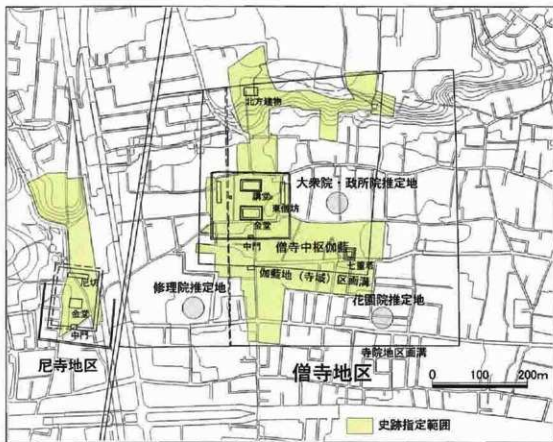 北方建物
大衆院・政所院推定地
講堂
東僧坊
金堂
中門
僧寺中枢伽藍
七重塔
伽藍地（寺域）区画溝
修理院推定地
花園院推定地
尼坊
金堂
中門
寺院地区画溝
尼寺地区
僧寺地区
0 100 200m
史跡指定範囲